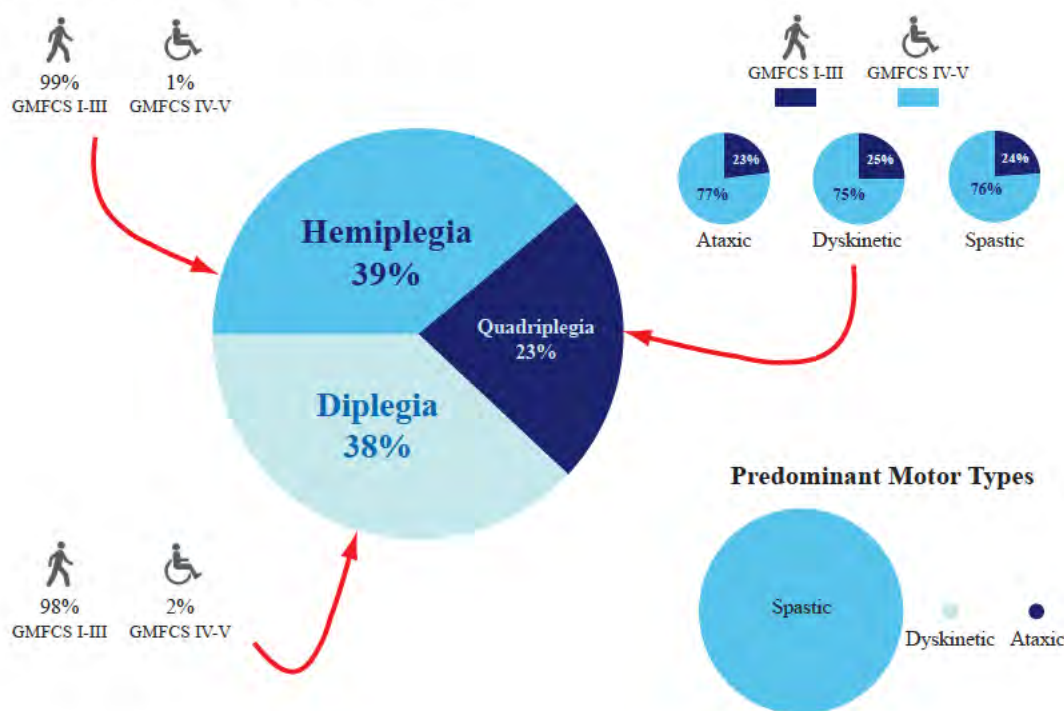 99%
1%
GMFCS I-III
GMFCS IV-V
GMFCS I-III
GMFCS IV-V
23%
77%
Ataxic
25%
75%
Dyskinetic
24%
76%
Spastic
Hemiplegia
39%
Quadriplegia
23%
Diplegia
38%
98%
2%
GMFCS I-III
GMFCS IV-V
Predominant Motor Types
Spastic
Dyskinetic
Ataxic